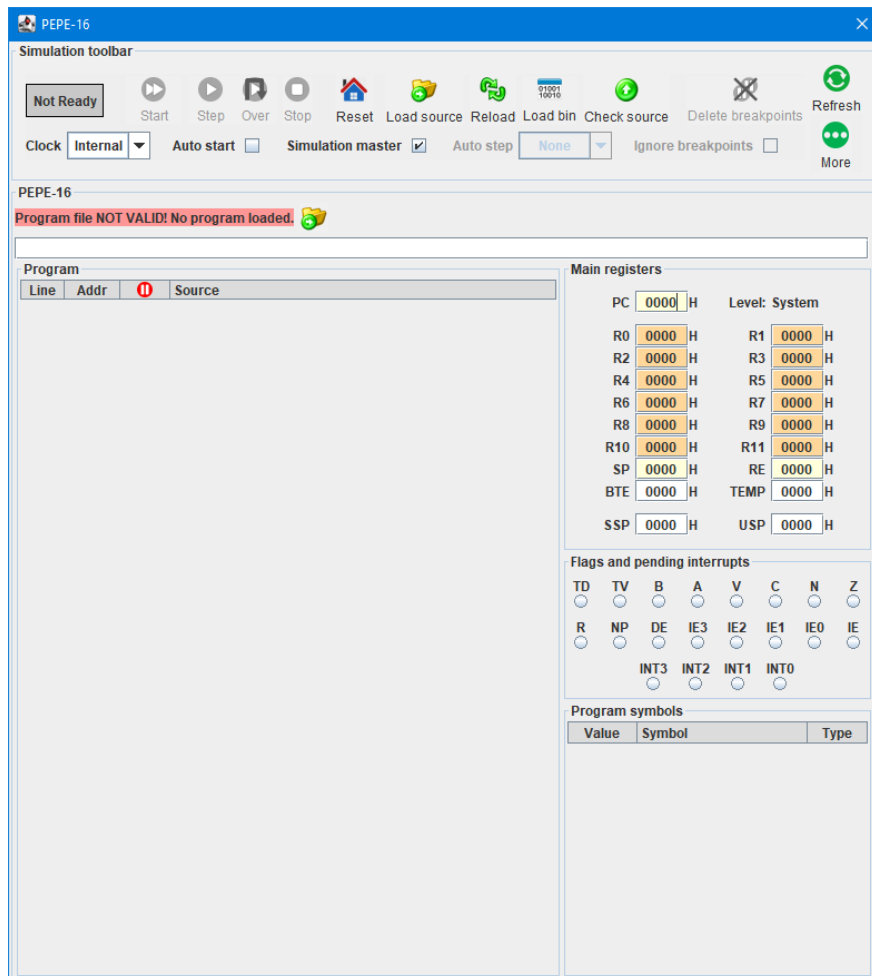 PEPE-16
Simulation toolbar
Not Ready
Start Step Over Stop Reset Load source Reload Load bin Check source Delete breakpoints Refresh
01001
10010
Clock Internal Auto start Simulation master Auto step None Ignore breakpoints More
PEPE-16
Program file NOT VALID! No program loaded.
Program
Line Addr Source
Main registers
PC 0000 H Level: System
R0 0000 H R1 0000 H
R2 0000 H R3 0000 H
R4 0000 H R5 0000 H
R6 0000 H R7 0000 H
R8 0000 H R9 0000 H
R10 0000 H R11 0000 H
SP 0000 H RE 0000 H
BTE 0000 H TEMP 0000 H
SSP 0000 H USP 0000 H
Flags and pending interrupts
TD TV B A V C N Z
R NP DE IE3 IE2 IE1 IE0 IE
INT3 INT2 INT1 INT0
Program symbols
Value Symbol Type